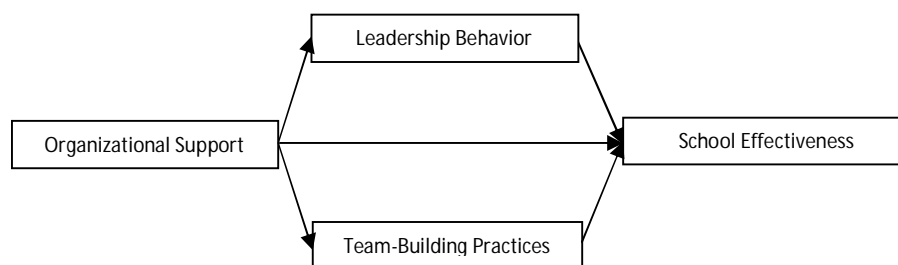 Leadership Behavior
Organizational Support
School Effectiveness
Team-Building Practices